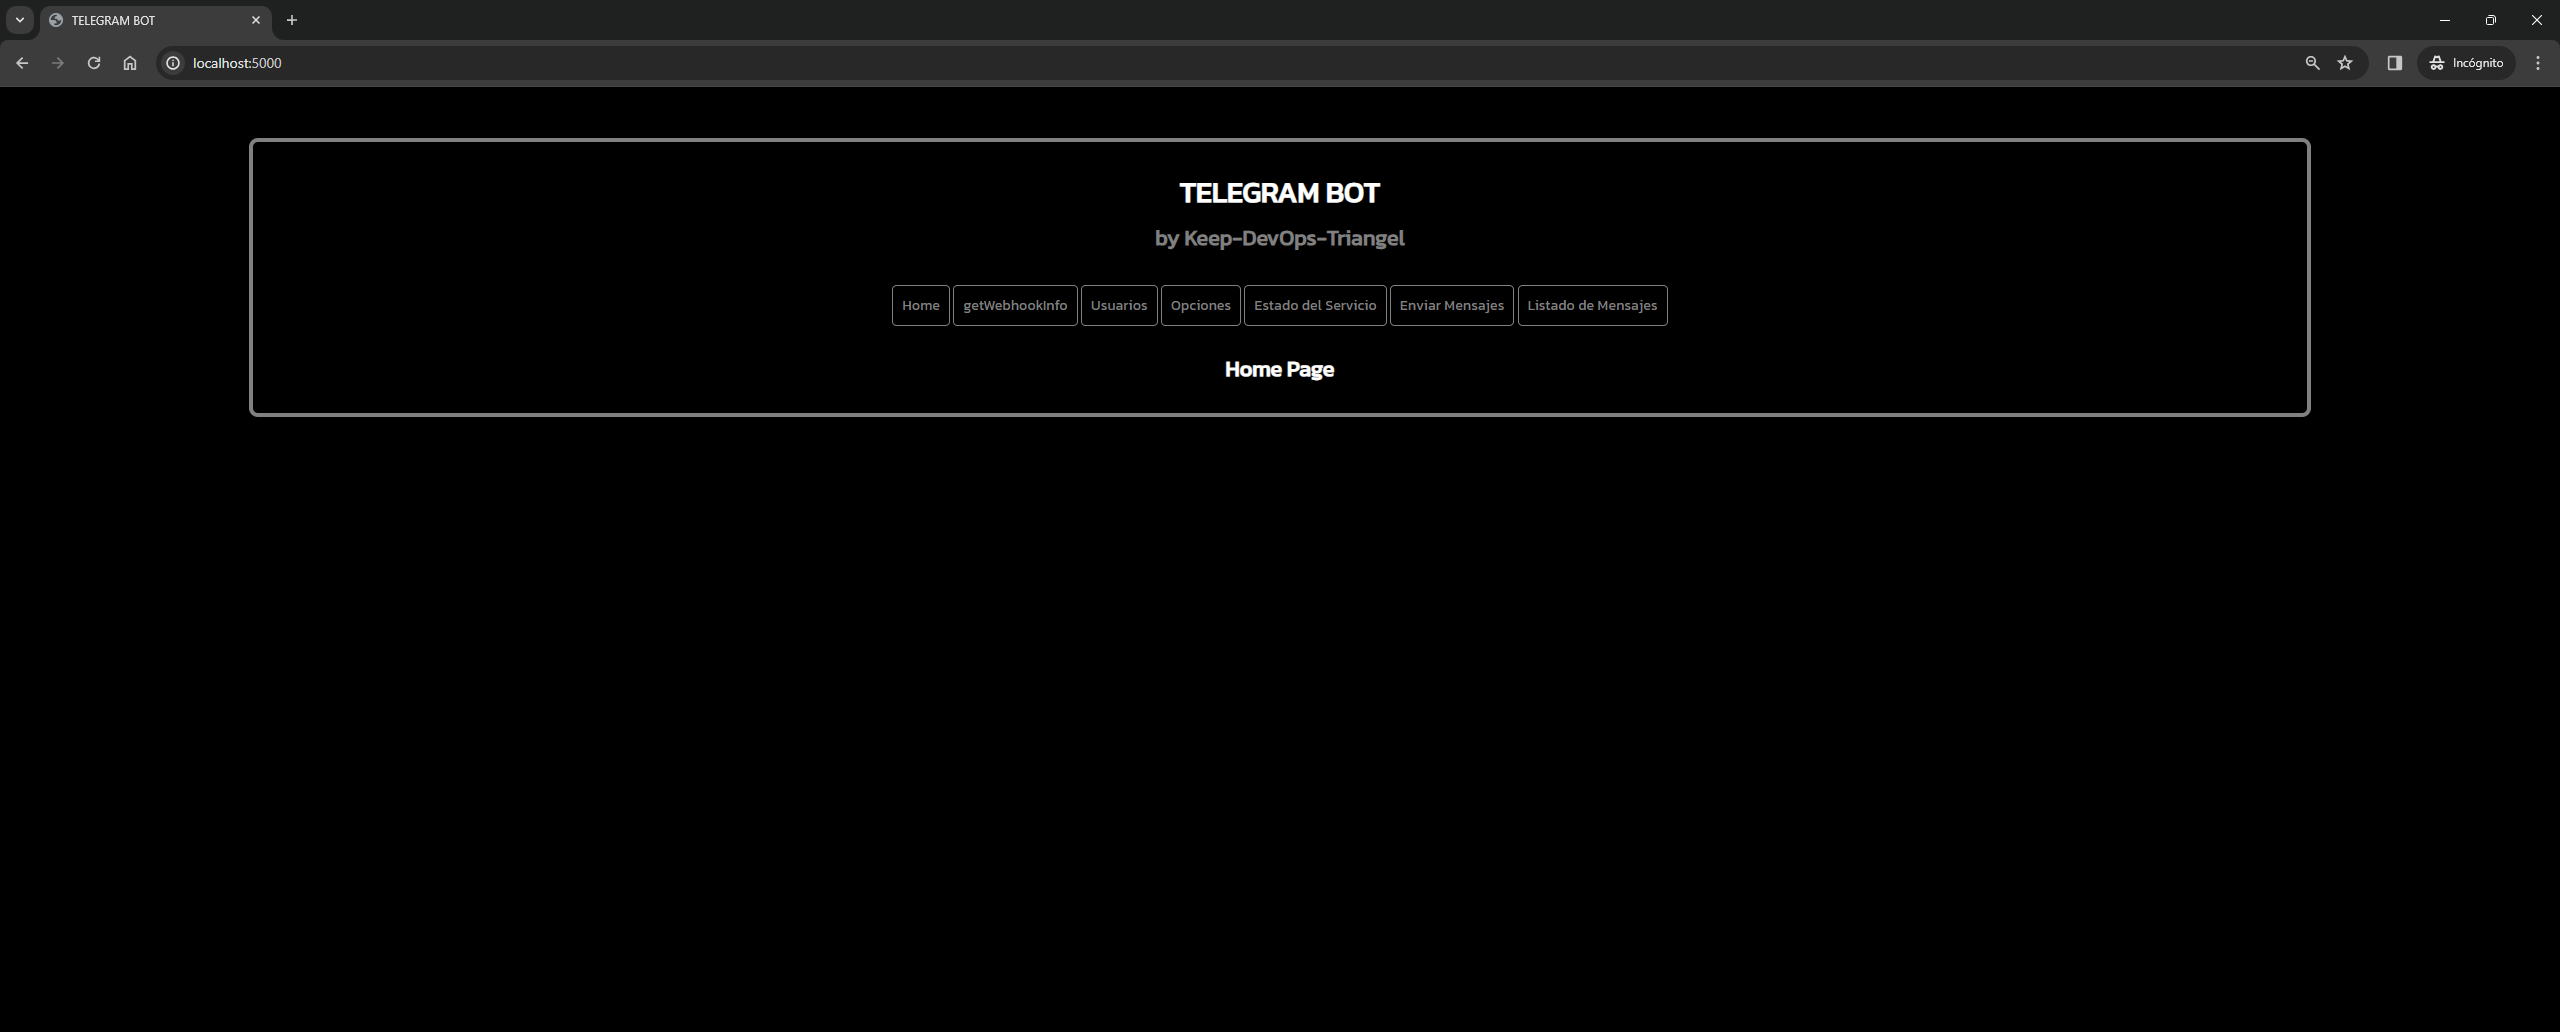 TELEGRAM BOT
localhost:5000
Incógnito
TELEGRAM BOT
by Keep-DevOps-Triangel
Home getWebhookInfo Usuarios Opciones Estado del Servicio Enviar Mensajes Listado de Mensajes
Home Page